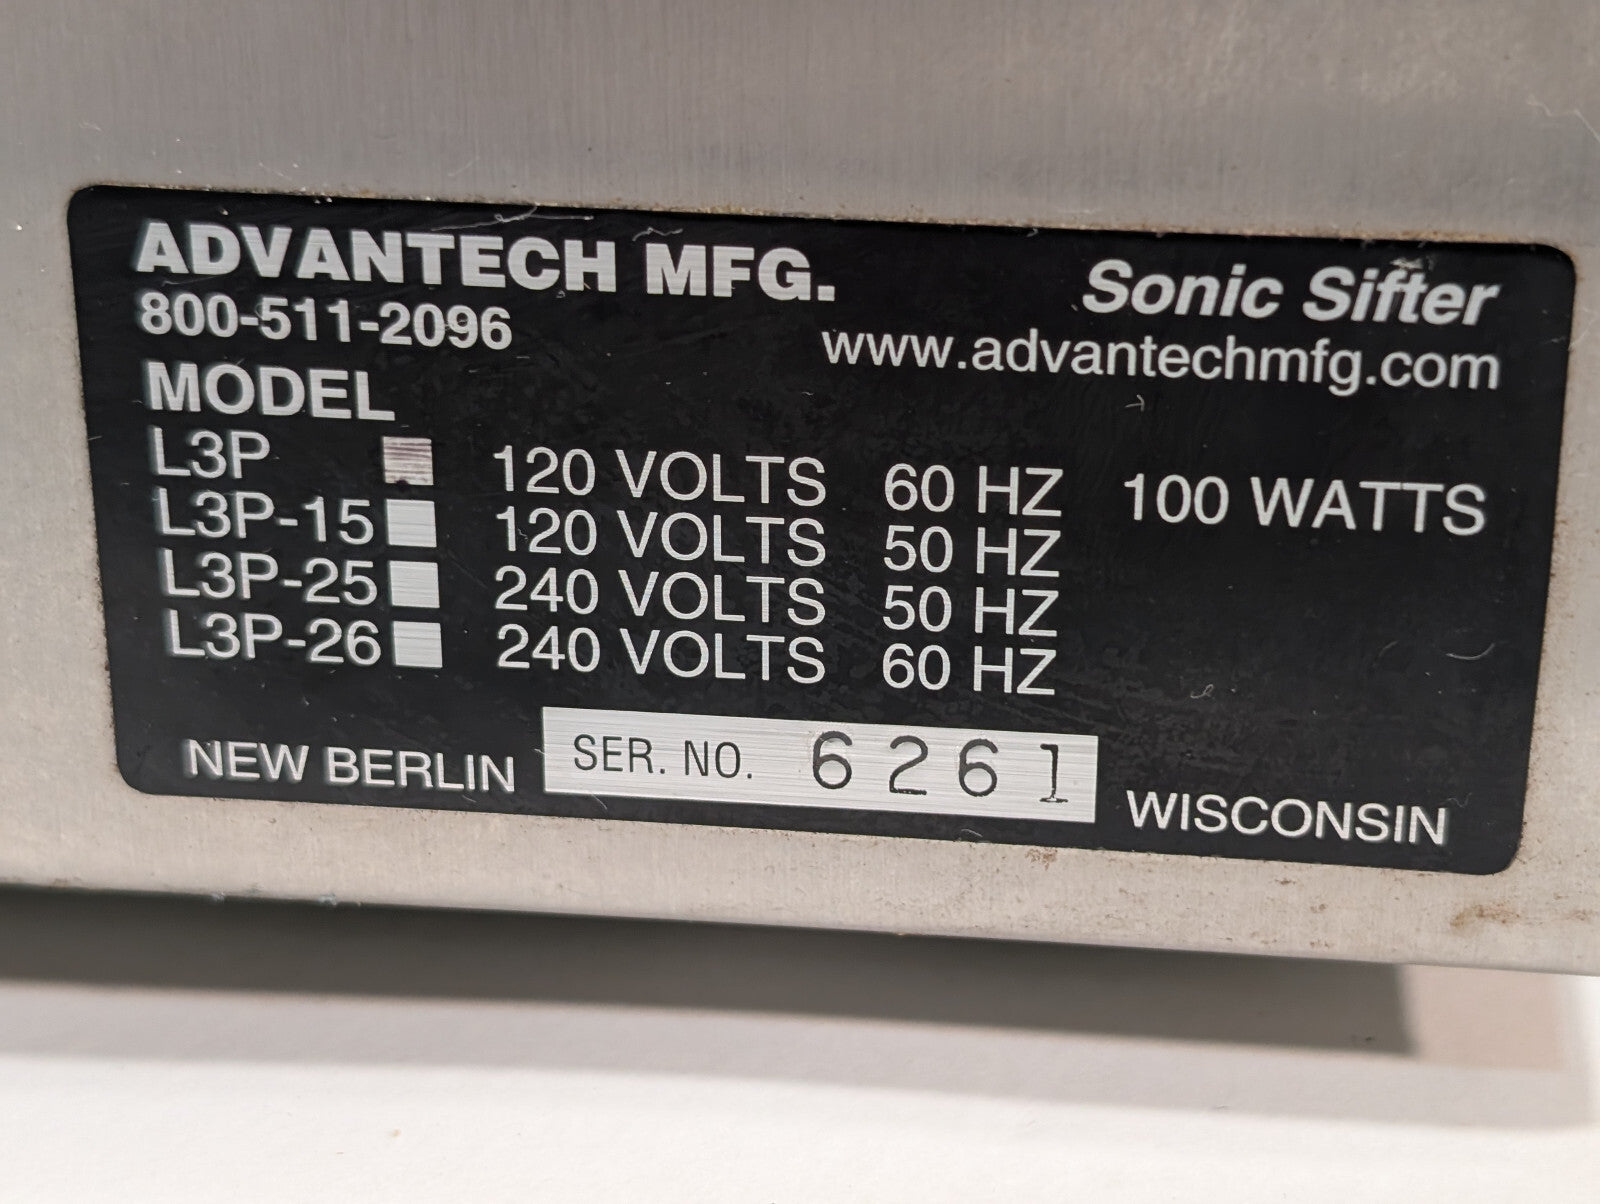 ADVANTECH MFG.
Sonic Sifter
800-511-2096
www.advantechmfg.com
MODEL
L3P 120 VOLTS 60 HZ 100 WATTS
L3P-15 120 VOLTS 50 HZ
L3P-25 240 VOLTS 50 HZ
L3P-26 240 VOLTS 60 HZ
NEW BERLIN SER. NO. 6261 WISCONSIN